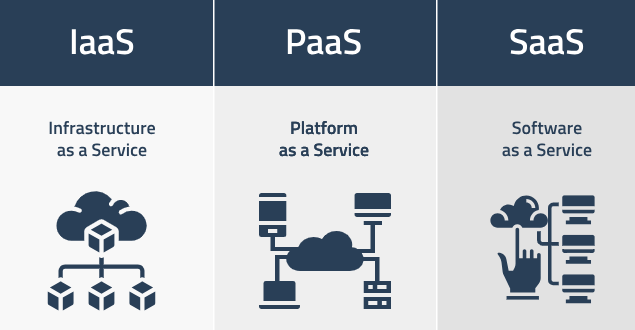 IaaS
PaaS
SaaS
Infrastructure
as a Service
Platform
as a Service
Software
as a Service